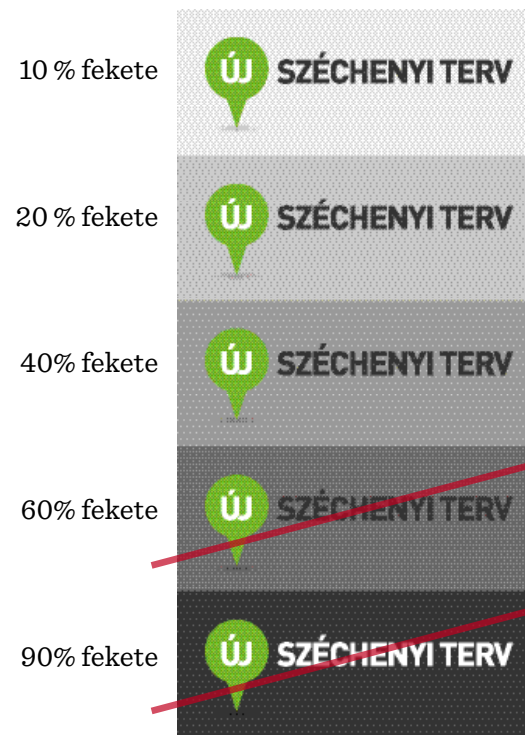 10 % fekete
ÚJ SZÉCHENYI TERV
20 % fekete
ÚJ SZÉCHENYI TERV
40% fekete
ÚJ SZÉCHENYI TERV
60% fekete
ÚJ SZÉCHENYI TERV
90% fekete
ÚJ SZÉCHENYI TERV